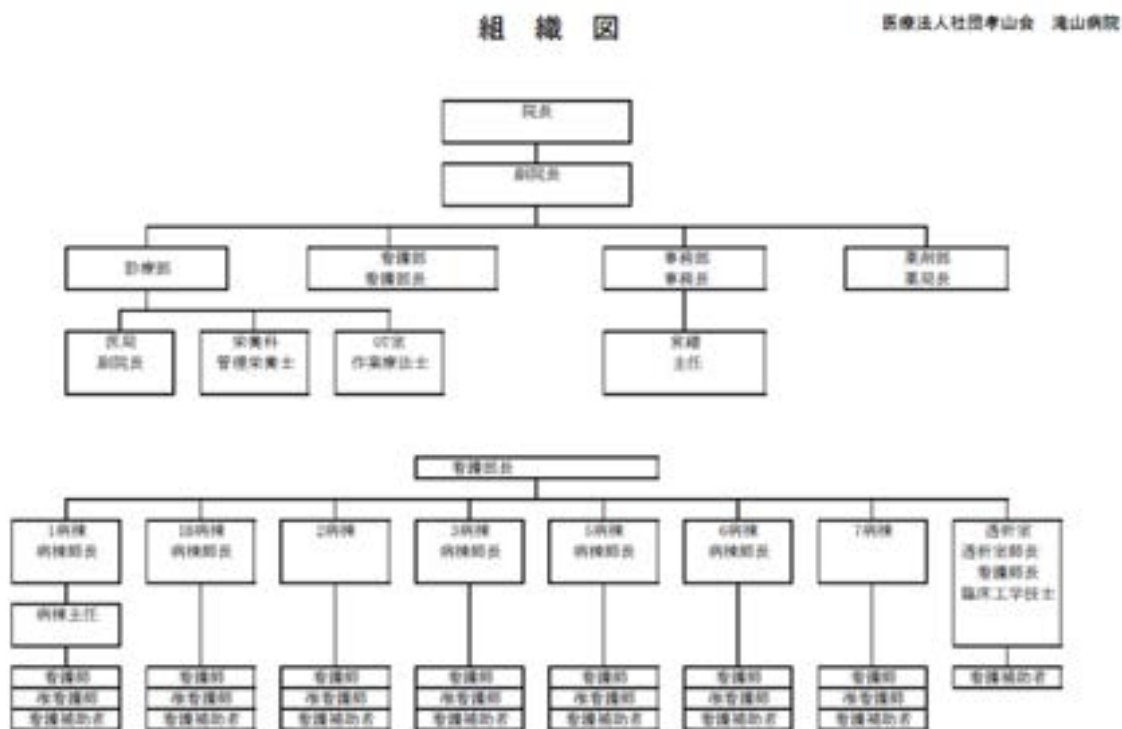 組織図
医療法人社団孝山会 滝山病院
院長
副院長
診療部
看護部
看護部長
事務部
事務長
薬剤部
薬局長
医局
副院長
栄養科
管理栄養士
OT室
作業療法士
主任
看護部長
1病棟
病棟師長
1B病棟
病棟師長
2病棟
3病棟
病棟師長
5病棟
病棟師長
6病棟
病棟師長
7病棟
透析室
透析室師長
看護師長
臨床工学技士
病棟主任
看護師
准看護師
看護補助者
看護師
准看護師
看護補助者
看護師
准看護師
看護補助者
看護師
准看護師
看護補助者
看護師
准看護師
看護補助者
看護師
准看護師
看護補助者
看護師
准看護師
看護補助者
看護補助者